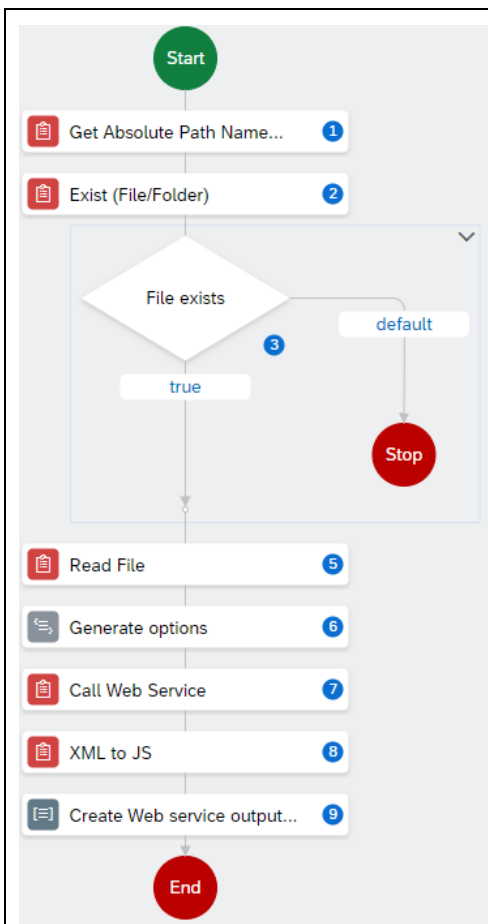 Start
Get Absolute Path Name... 1
Exist (File/Folder) 2
File exists
default
3
true
Stop
Read File 5
Generate options 6
Call Web Service 7
XML to JS 8
Create Web service output... 9
End